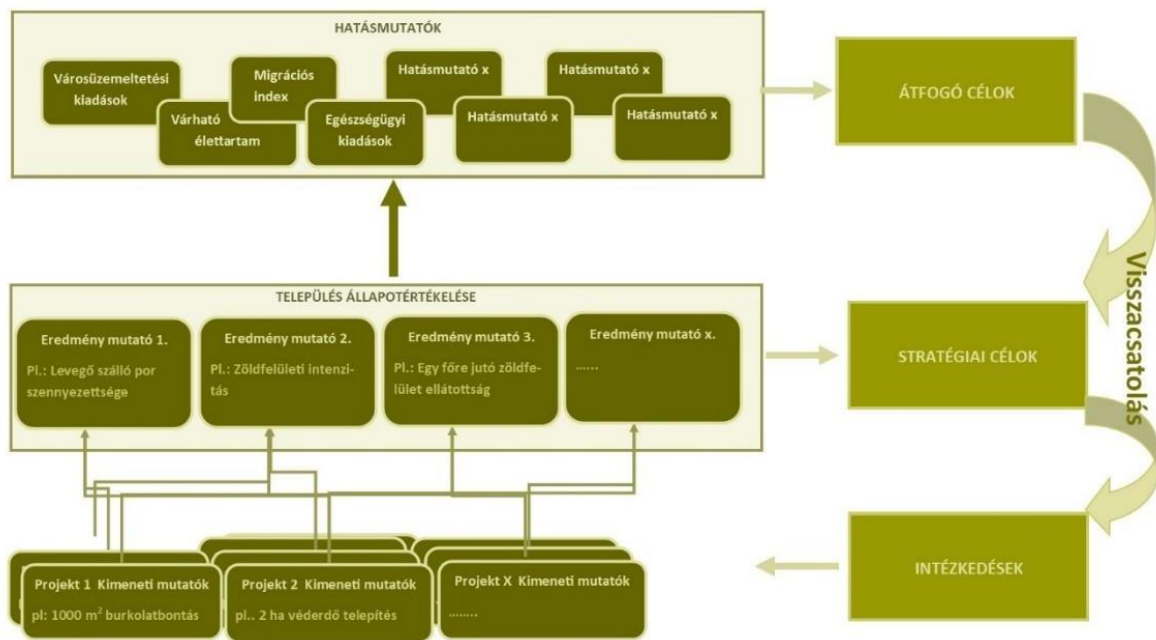 HATÁSMUTATÓK
Városüzemeltetési
kiadások
Migrációs
index
Hatásmutató x
Hatásmutató x
Várható
élettartam
Egészségügyi
kiadások
Hatásmutató x
Hatásmutató x
ÁTFOGÓ CÉLOK
Visszacsatolás
TELEPÜLÉS ÁLLAPOTÉRTÉKELÉSE
Eredmény mutató 1.
Pl.: Levegő szálló por
szennyezettsége
Eredmény mutató 2.
Pl.: Zöldfelületi intenzi-
tás
Eredmény mutató 3.
Pl.: Egy főre jutó zöldfe-
lület ellátottság
Eredmény mutató x.
......
STRATÉGIAI CÉLOK
Projekt 1 Kimeneti mutatók
pl: 1000 m² burkolatbontás
Projekt 2 Kimeneti mutatók
pl.. 2 ha véderdő telepítés
Projekt X Kimeneti mutatók
........
INTÉZKEDÉSEK